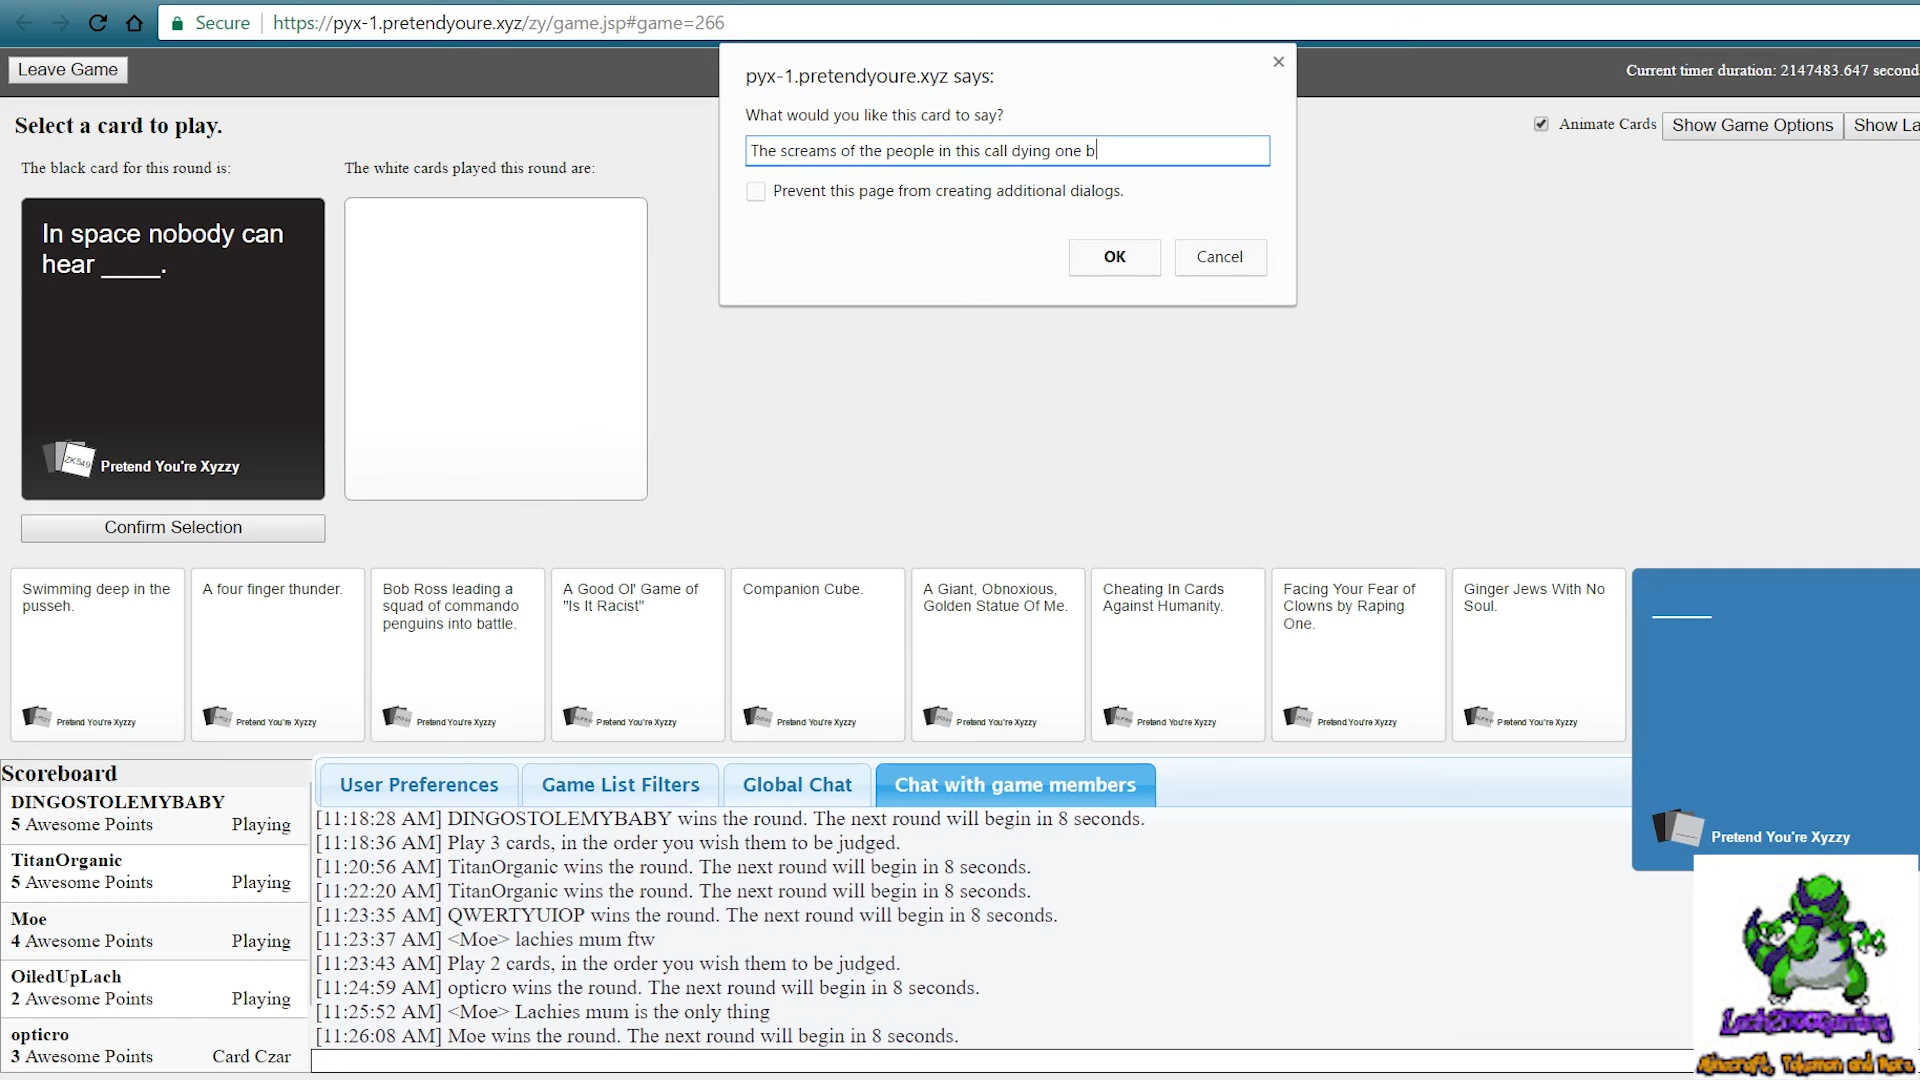 Secure
https://pyx-1.pretendyoure.xyz/zy/game.jsp#game=266
Leave Game
Current timer duration: 2147483.647 second
pyx-1.pretendyoure.xyz says:
What would you like this card to say?
The screams of the people in this call dying one b
Prevent this page from creating additional dialogs.
OK
Cancel
Select a card to play.
Animate Cards
Show Game Options
Show La
The black card for this round is:
The white cards played this round are:
In space nobody can
hear ____.
Pretend You're Xyzzy
Confirm Selection
Swimming deep in the
pusseh.
Pretend You're Xyzzy
A four finger thunder.
Pretend You're Xyzzy
Bob Ross leading a
squad of commando
penguins into battle.
Pretend You're Xyzzy
A Good Ol' Game of
"Is It Racist"
Pretend You're Xyzzy
Companion Cube.
Pretend You're Xyzzy
A Giant, Obnoxious,
Golden Statue Of Me.
Pretend You're Xyzzy
Cheating In Cards
Against Humanity.
Pretend You're Xyzzy
Facing Your Fear of
Clowns by Raping
One.
Pretend You're Xyzzy
Ginger Jews With No
Soul.
Pretend You're Xyzzy
____
Pretend You're Xyzzy
Scoreboard
DINGOSTOLEMYBABY
5 Awesome Points Playing
TitanOrganic
5 Awesome Points Playing
Moe
4 Awesome Points Playing
OiledUpLach
2 Awesome Points Playing
opticro
3 Awesome Points Card Czar
User Preferences
Game List Filters
Global Chat
Chat with game members
[11:18:28 AM] DINGOSTOLEMYBABY wins the round. The next round will begin in 8 seconds.
[11:18:36 AM] Play 3 cards, in the order you wish them to be judged.
[11:20:56 AM] TitanOrganic wins the round. The next round will begin in 8 seconds.
[11:22:20 AM] TitanOrganic wins the round. The next round will begin in 8 seconds.
[11:23:35 AM] QWERTYUIOP wins the round. The next round will begin in 8 seconds.
[11:23:37 AM] <Moe> lachies mum ftw
[11:23:43 AM] Play 2 cards, in the order you wish them to be judged.
[11:24:59 AM] opticro wins the round. The next round will begin in 8 seconds.
[11:25:52 AM] <Moe> Lachies mum is the only thing
[11:26:08 AM] Moe wins the round. The next round will begin in 8 seconds.
Minecraft, Pokemon and More